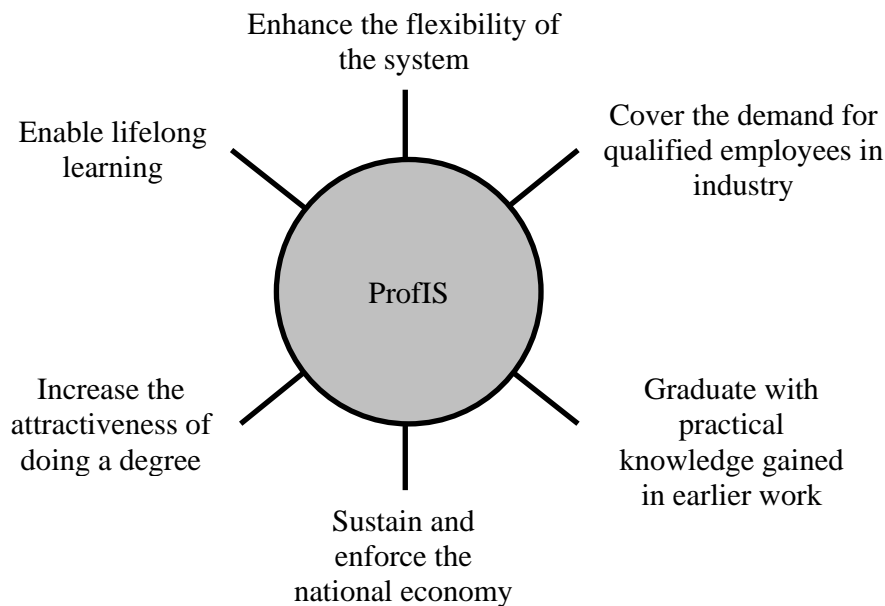 Enhance the flexibility of
the system
Enable lifelong
learning
Cover the demand for
qualified employees in
industry
ProfIS
Increase the
attractiveness of
doing a degree
Graduate with
practical
knowledge gained
in earlier work
Sustain and
enforce the
national economy